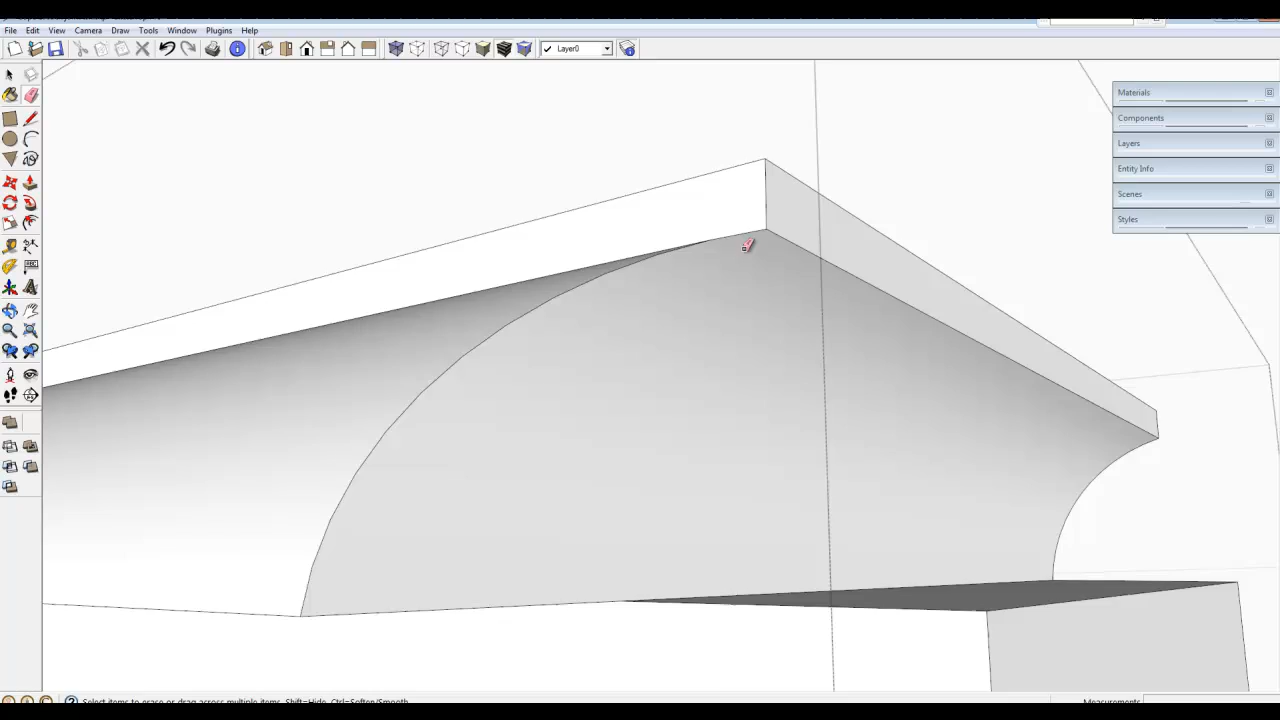 File Edit View Camera Draw Tools Window Plugins Help
Layer0
Materials
Components
Layers
Entity Info
Scenes
Styles
Select items to erase or drag across multiple items. Shift=Hide, Ctrl=Soften/Smooth
Measurements